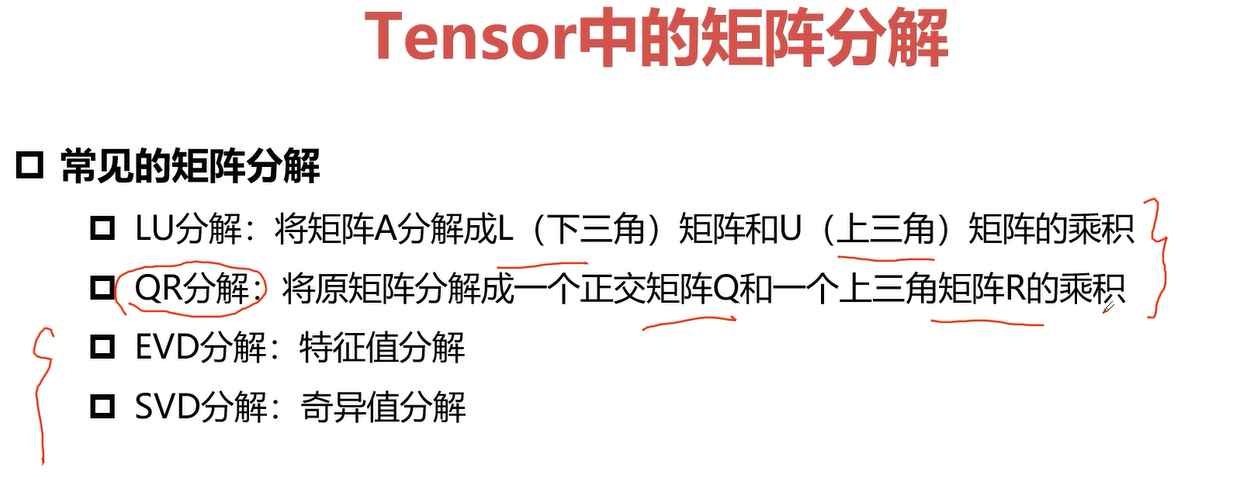 Tensor中的矩阵分解
常见的矩阵分解
LU分解：将矩阵A分解成L（下三角）矩阵和U（上三角）矩阵的乘积
QR分解：将原矩阵分解成一个正交矩阵Q和一个上三角矩阵R的乘积
EVD分解：特征值分解
SVD分解：奇异值分解